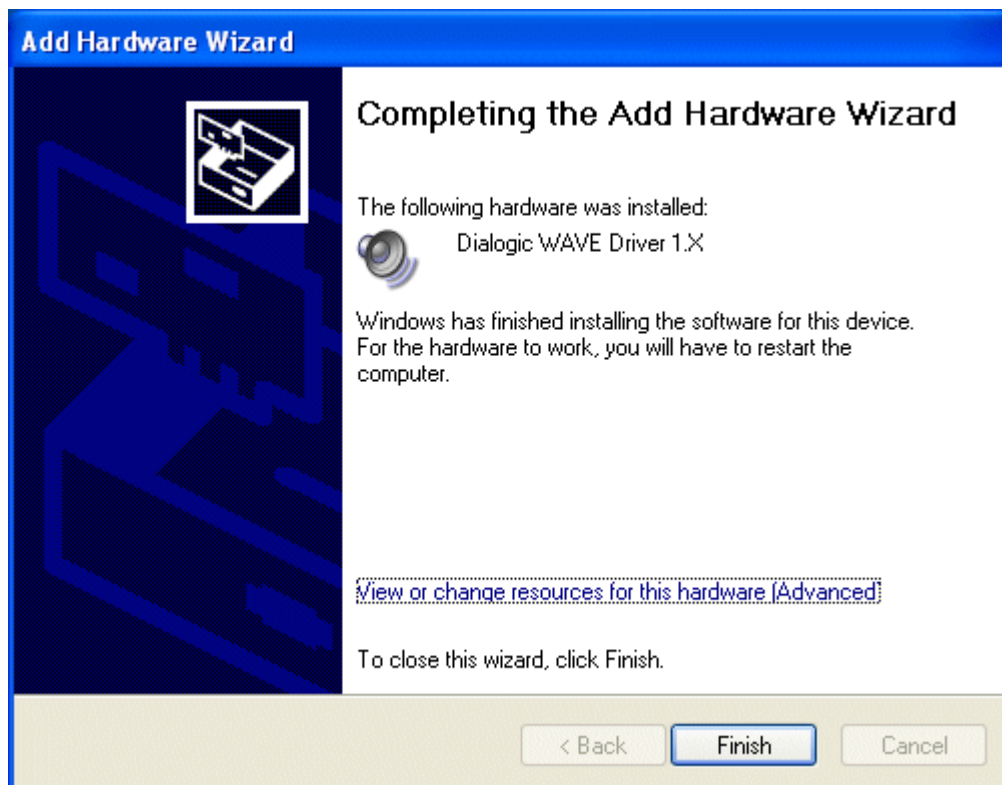 Add Hardware Wizard
Completing the Add Hardware Wizard
The following hardware was installed:
Dialogic WAVE Driver 1.X
Windows has finished installing the software for this device.
For the hardware to work, you will have to restart the
computer.
View or change resources for this hardware (Advanced)
To close this wizard, click Finish.
< Back
Finish
Cancel